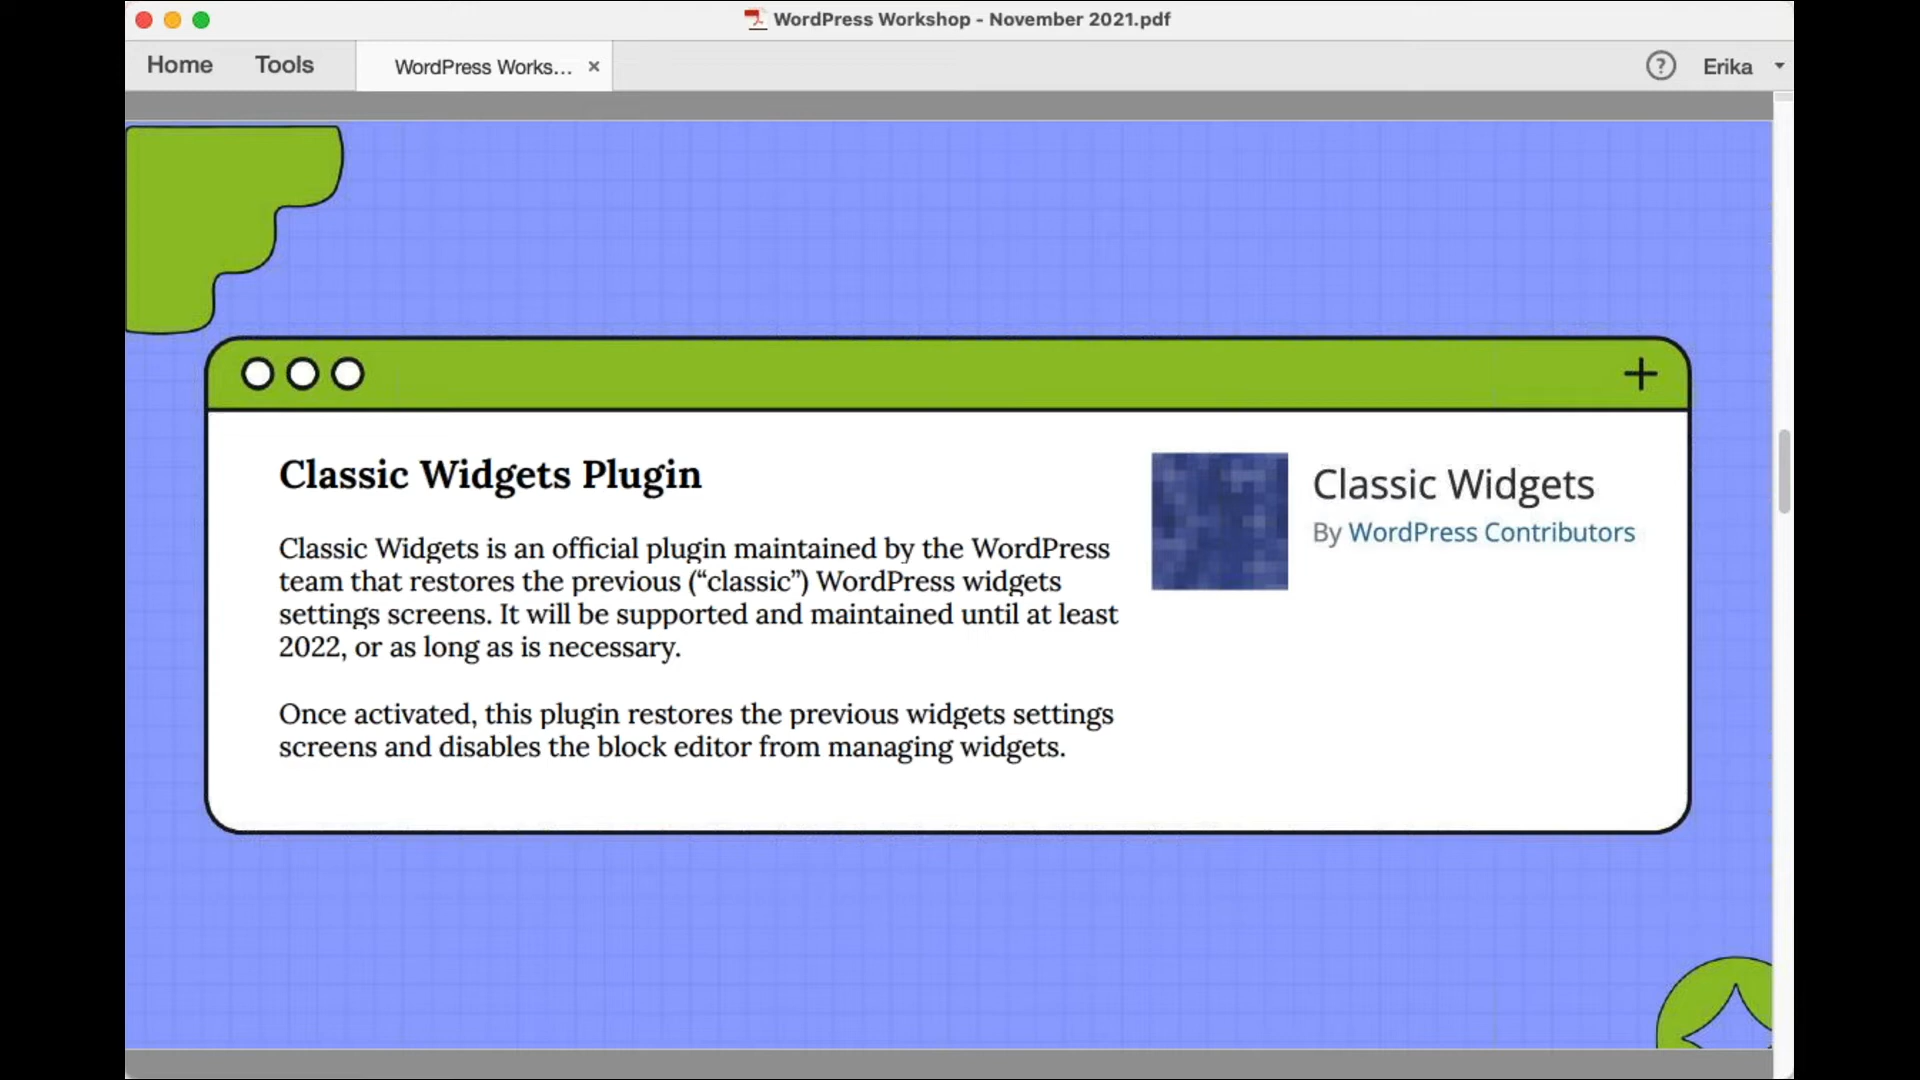 WordPress Workshop - November 2021.pdf
Home Tools WordPress Works... × ? Erika
Classic Widgets Plugin
Classic Widgets is an official plugin maintained by the WordPress
team that restores the previous (“classic”) WordPress widgets
settings screens. It will be supported and maintained until at least
2022, or as long as is necessary.
Once activated, this plugin restores the previous widgets settings
screens and disables the block editor from managing widgets.
Classic Widgets
By WordPress Contributors